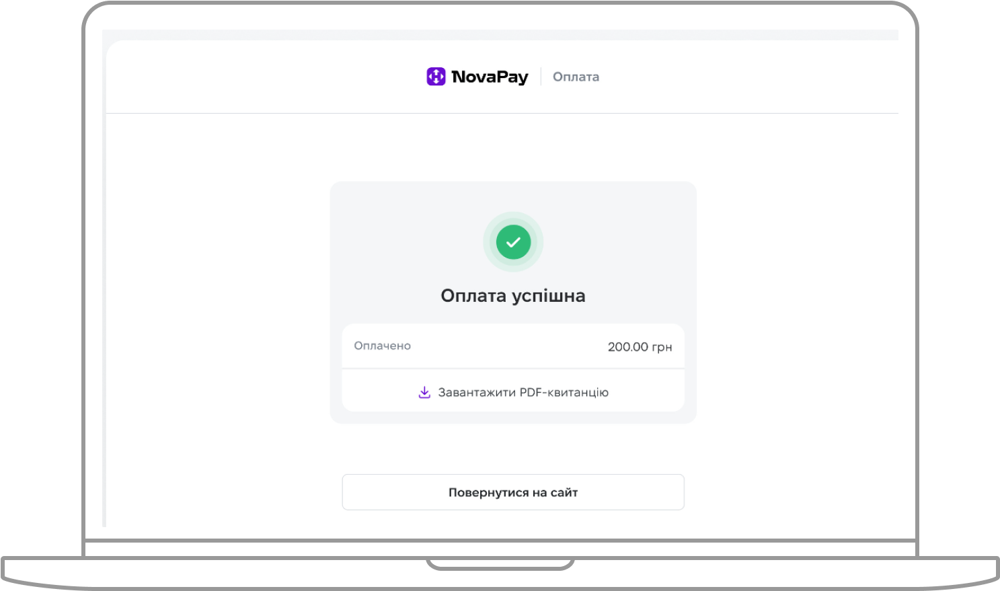 NovaPay | Оплата
Оплата успішна
Оплачено 200.00 грн
Завантажити PDF-квитанцію
Повернутися на сайт